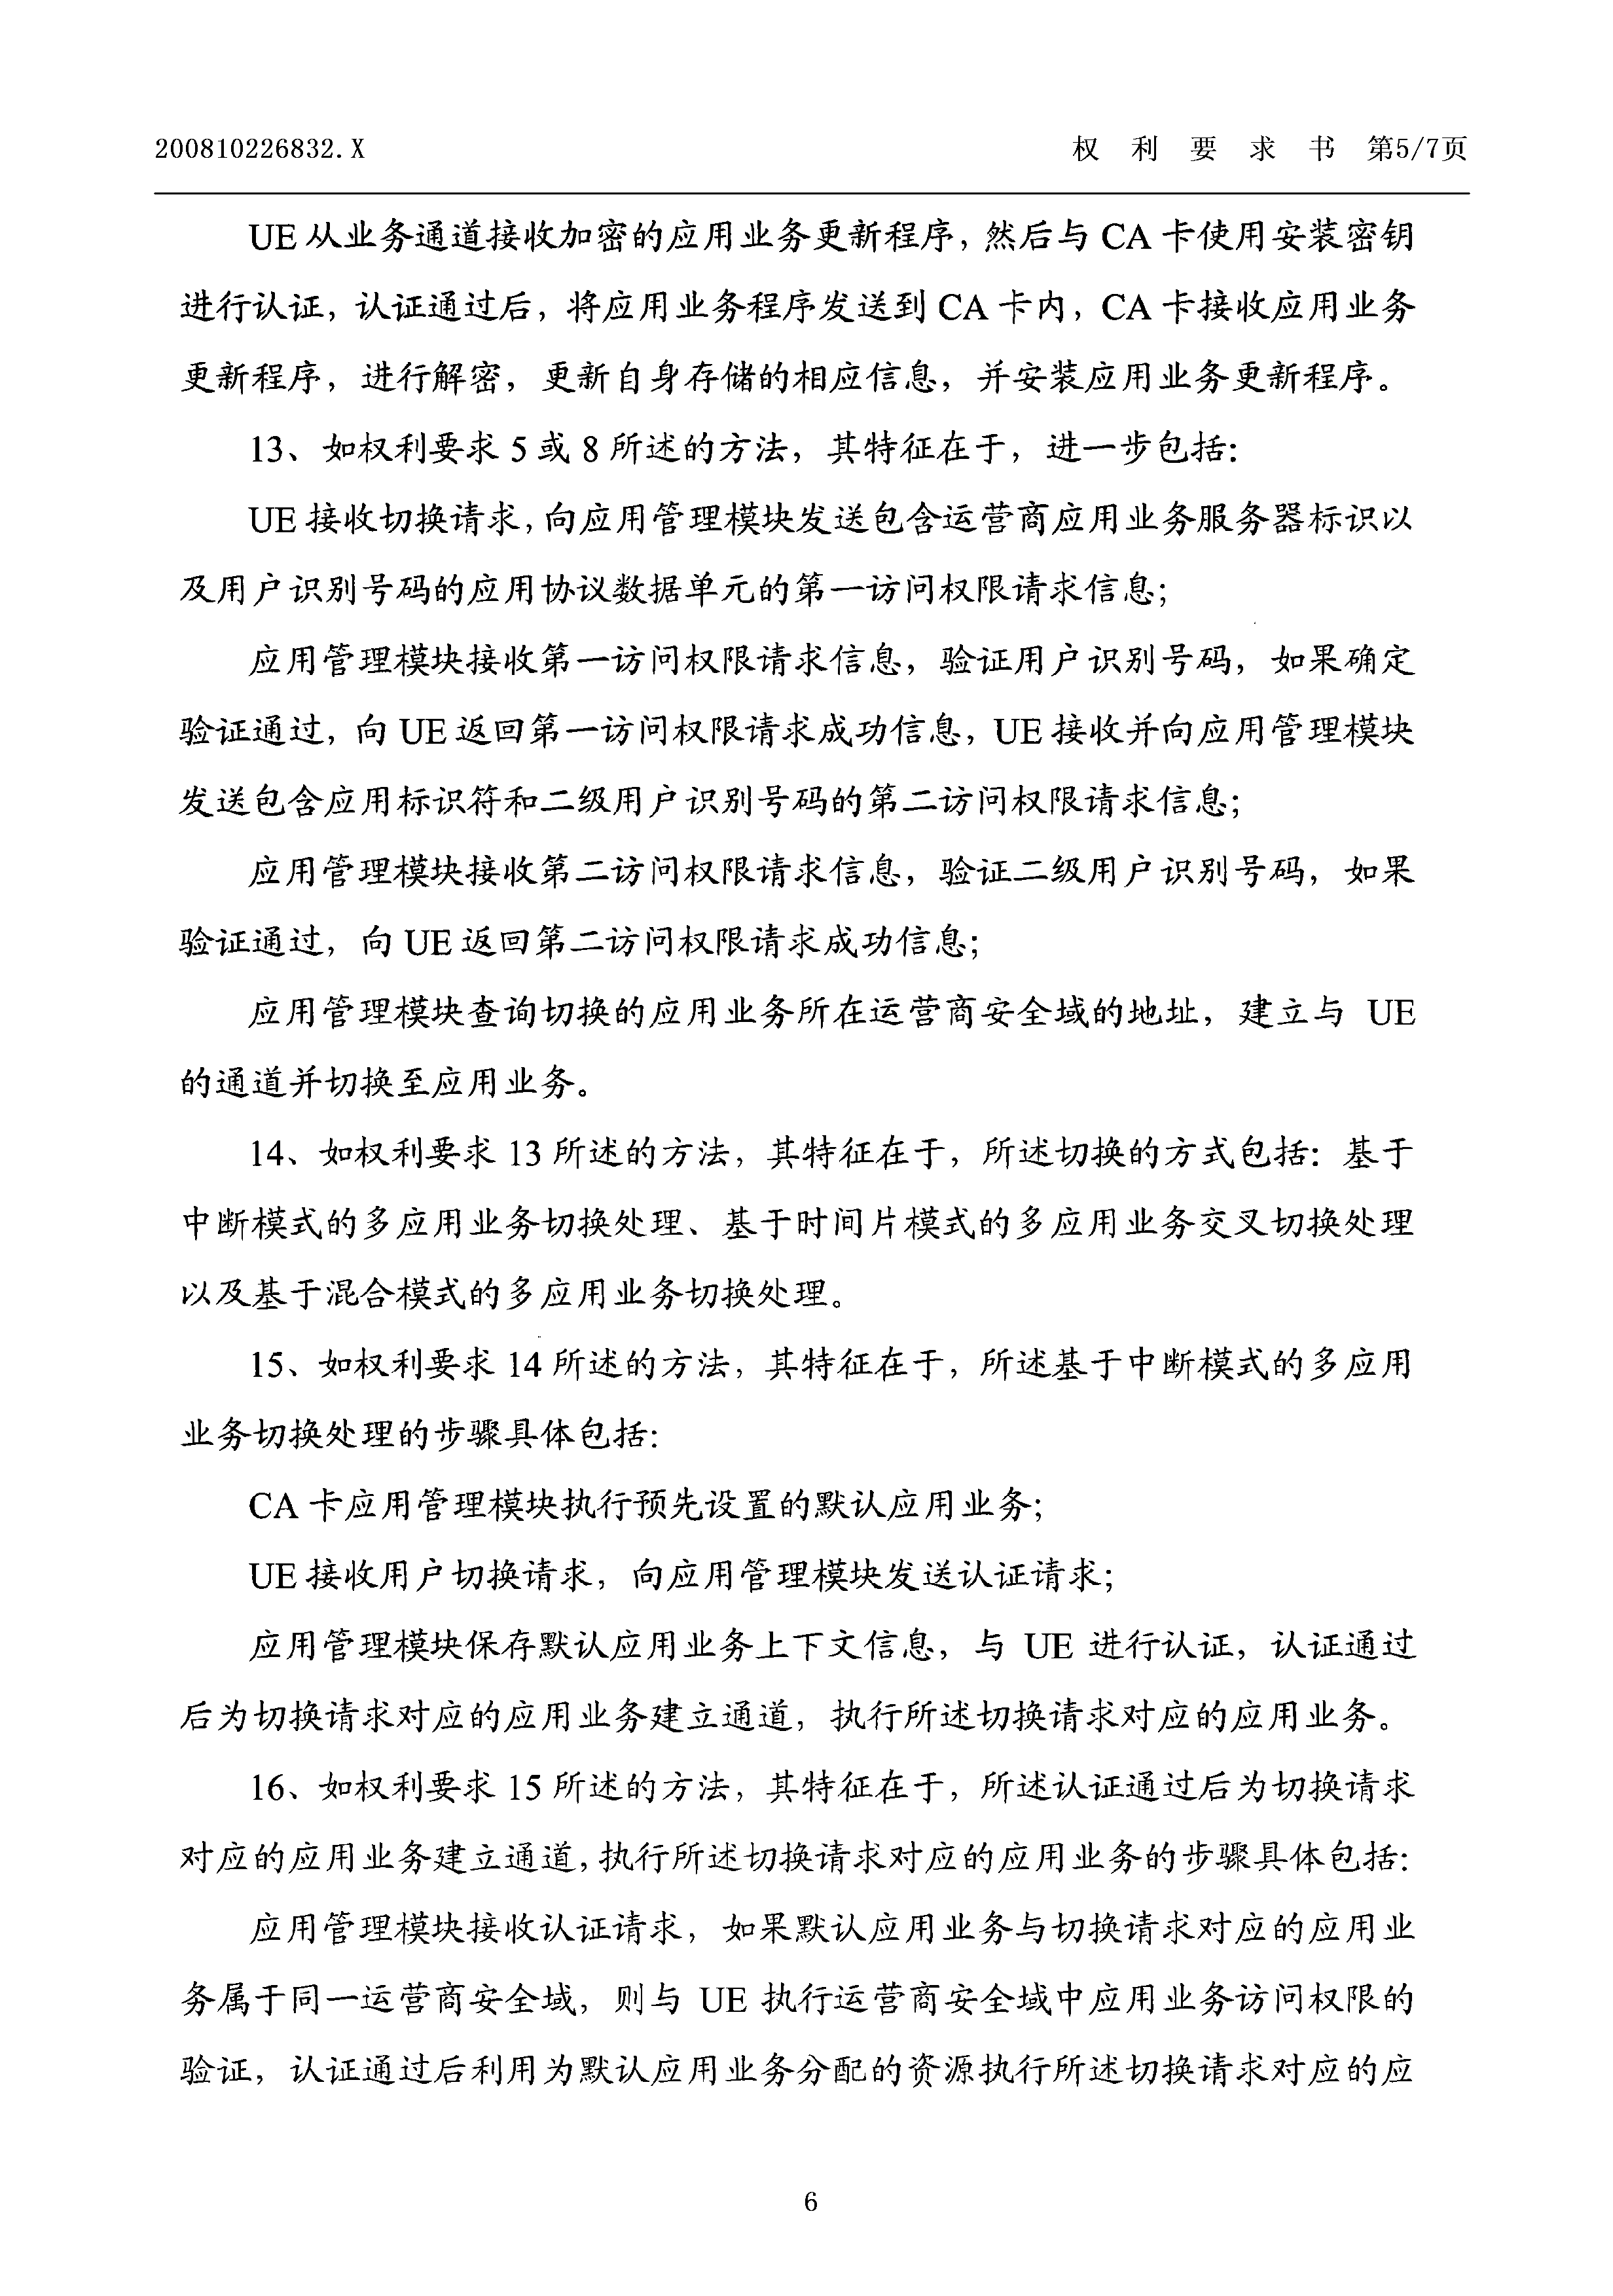 200810226832.X 权 利 要 求 书 第5/7页
UE 从业务通道接收加密的应用业务更新程序，然后与 CA 卡使用安装密钥
进行认证，认证通过后，将应用业务程序发送到 CA 卡内，CA 卡接收应用业务
更新程序，进行解密，更新自身存储的相应信息，并安装应用业务更新程序。
13、如权利要求 5 或 8 所述的方法，其特征在于，进一步包括：
UE 接收切换请求，向应用管理模块发送包含运营商应用业务服务器标识以
及用户识别号码的应用协议数据单元的第一访问权限请求信息；
应用管理模块接收第一访问权限请求信息，验证用户识别号码，如果确定
验证通过，向 UE 返回第一访问权限请求成功信息，UE 接收并向应用管理模块
发送包含应用标识符和二级用户识别号码的第二访问权限请求信息；
应用管理模块接收第二访问权限请求信息，验证二级用户识别号码，如果
验证通过，向 UE 返回第二访问权限请求成功信息；
应用管理模块查询切换的应用业务所在运营商安全域的地址，建立与 UE
的通道并切换至应用业务。
14、如权利要求 13 所述的方法，其特征在于，所述切换的方式包括：基于
中断模式的多应用业务切换处理、基于时间片模式的多应用业务交叉切换处理
以及基于混合模式的多应用业务切换处理。
15、如权利要求 14 所述的方法，其特征在于，所述基于中断模式的多应用
业务切换处理的步骤具体包括：
CA 卡应用管理模块执行预先设置的默认应用业务；
UE 接收用户切换请求，向应用管理模块发送认证请求；
应用管理模块保存默认应用业务上下文信息，与 UE 进行认证，认证通过
后为切换请求对应的应用业务建立通道，执行所述切换请求对应的应用业务。
16、如权利要求 15 所述的方法，其特征在于，所述认证通过后为切换请求
对应的应用业务建立通道，执行所述切换请求对应的应用业务的步骤具体包括：
应用管理模块接收认证请求，如果默认应用业务与切换请求对应的应用业
务属于同一运营商安全域，则与 UE 执行运营商安全域中应用业务访问权限的
验证，认证通过后利用为默认应用业务分配的资源执行所述切换请求对应的应
6